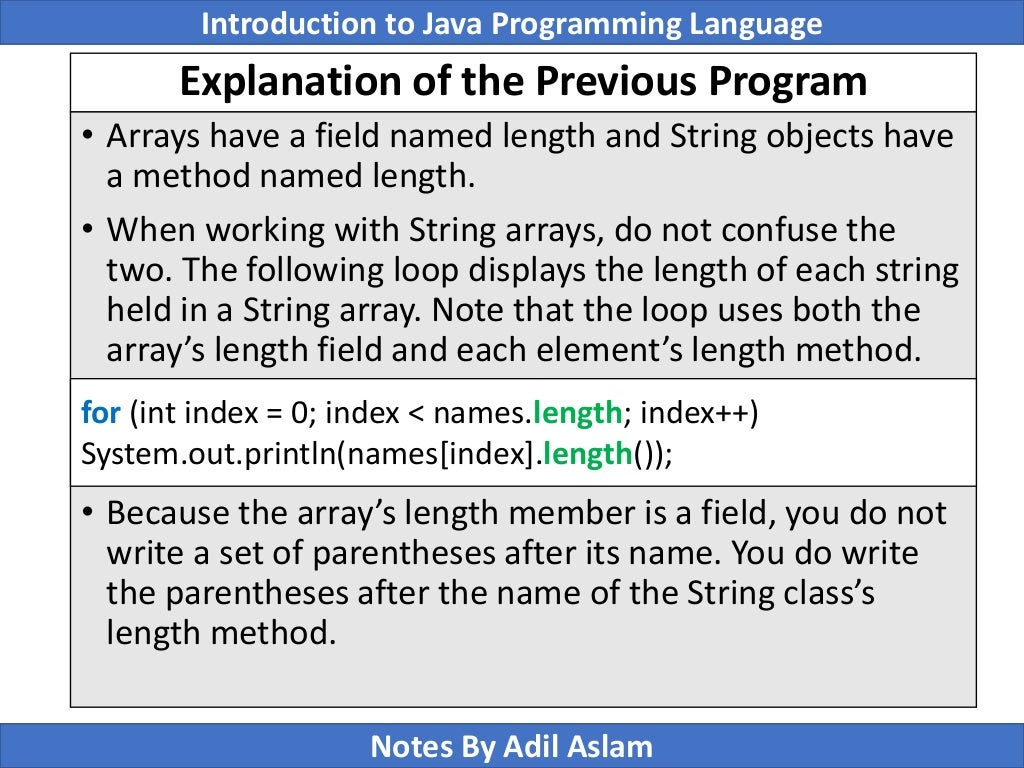 Introduction to Java Programming Language
Explanation of the Previous Program
• Arrays have a field named length and String objects have
a method named length.
• When working with String arrays, do not confuse the
two. The following loop displays the length of each string
held in a String array. Note that the loop uses both the
array’s length field and each element’s length method.
for (int index = 0; index < names.length; index++)
System.out.println(names[index].length());
• Because the array’s length member is a field, you do not
write a set of parentheses after its name. You do write
the parentheses after the name of the String class’s
length method.
Notes By Adil Aslam